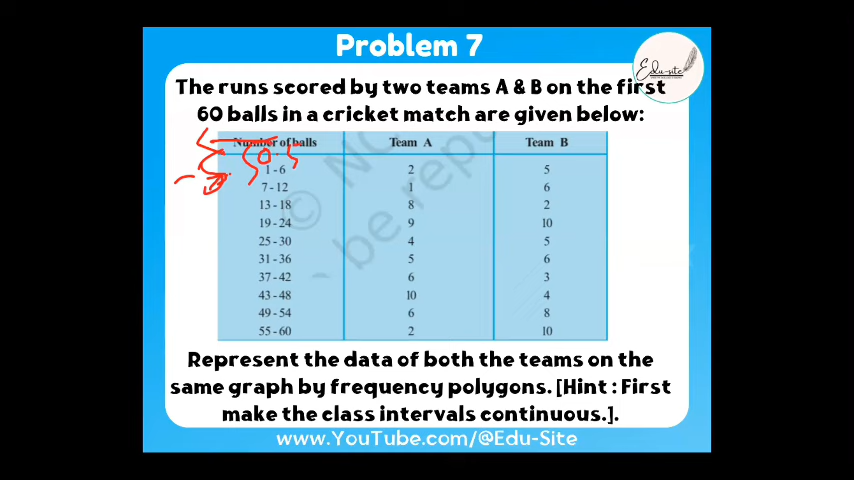 Problem 7
Edu-site
The runs scored by two teams A & B on the first
60 balls in a cricket match are given below:
Number of balls Team A Team B
1 - 6 2 5
7 - 12 1 6
13 - 18 8 2
19 - 24 9 10
25 - 30 4 5
31 - 36 5 6
37 - 42 6 3
43 - 48 10 4
49 - 54 6 8
55 - 60 2 10
Represent the data of both the teams on the
same graph by frequency polygons. [Hint : First
make the class intervals continuous.].
www.YouTube.com/@Edu-Site